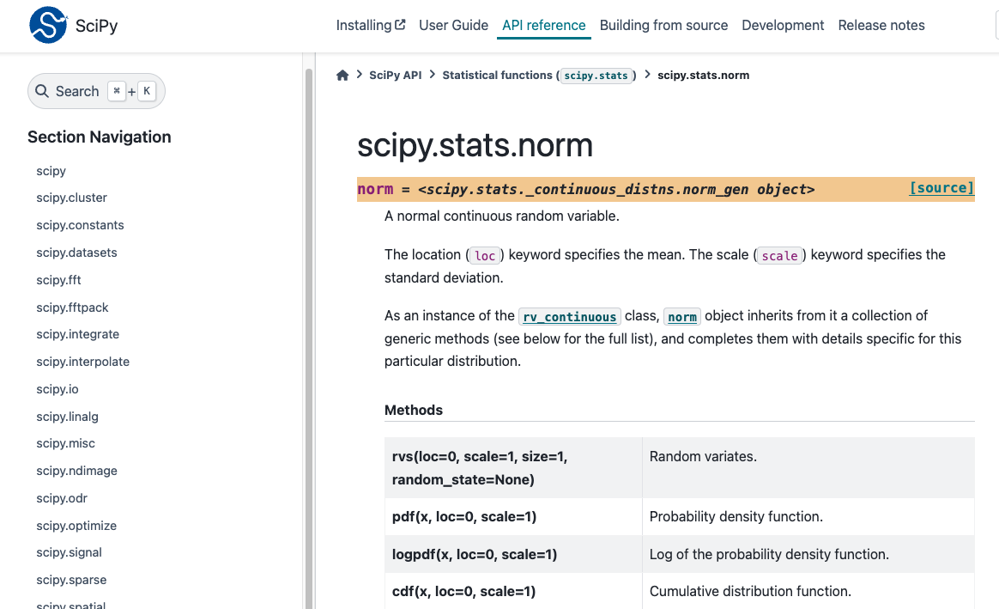 SciPy
Installing User Guide API reference Building from source Development Release notes
Search ⌘ + K
Section Navigation
scipy
scipy.cluster
scipy.constants
scipy.datasets
scipy.fft
scipy.fftpack
scipy.integrate
scipy.interpolate
scipy.io
scipy.linalg
scipy.misc
scipy.ndimage
scipy.odr
scipy.optimize
scipy.signal
scipy.sparse
scipy.spatial
SciPy API Statistical functions (scipy.stats) scipy.stats.norm
scipy.stats.norm
norm = <scipy.stats._continuous_distns.norm_gen object> [source]
A normal continuous random variable.
The location (loc) keyword specifies the mean. The scale (scale) keyword specifies the
standard deviation.
As an instance of the rv_continuous class, norm object inherits from it a collection of
generic methods (see below for the full list), and completes them with details specific for this
particular distribution.
Methods
rvs(loc=0, scale=1, size=1, Random variates.
random_state=None)
pdf(x, loc=0, scale=1) Probability density function.
logpdf(x, loc=0, scale=1) Log of the probability density function.
cdf(x, loc=0, scale=1) Cumulative distribution function.